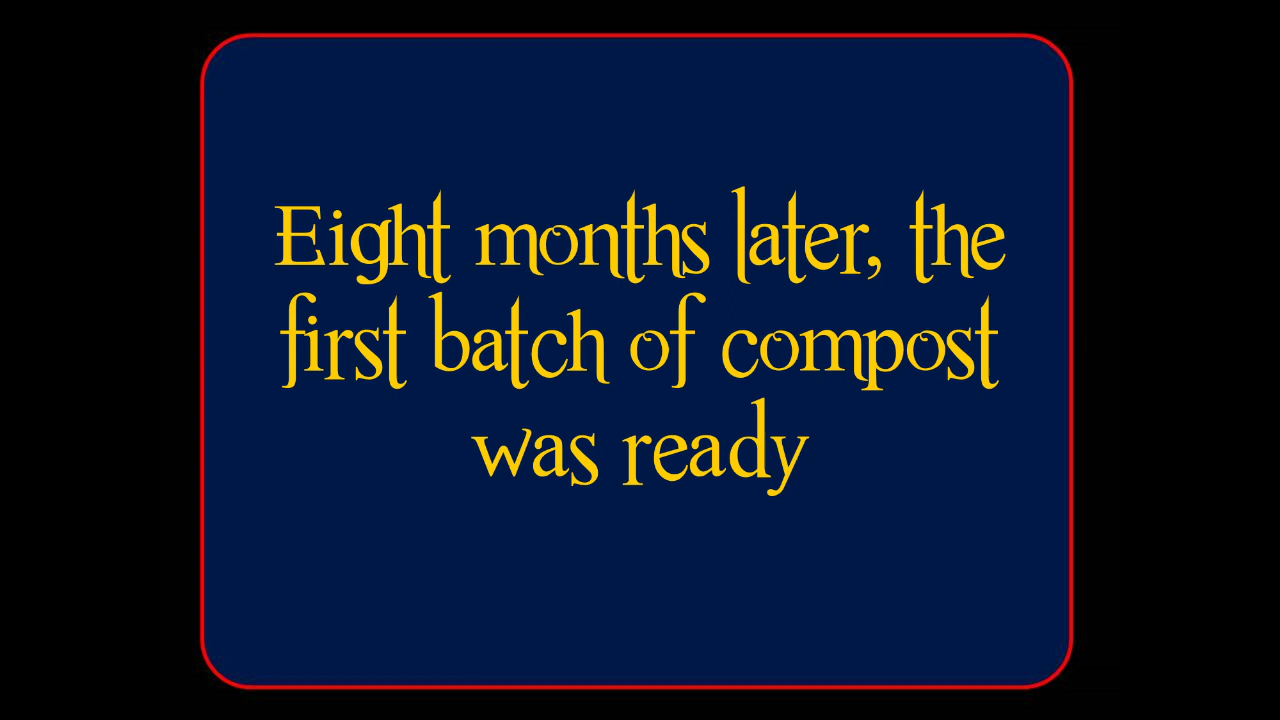 Eight months later, the
first batch of compost
was ready